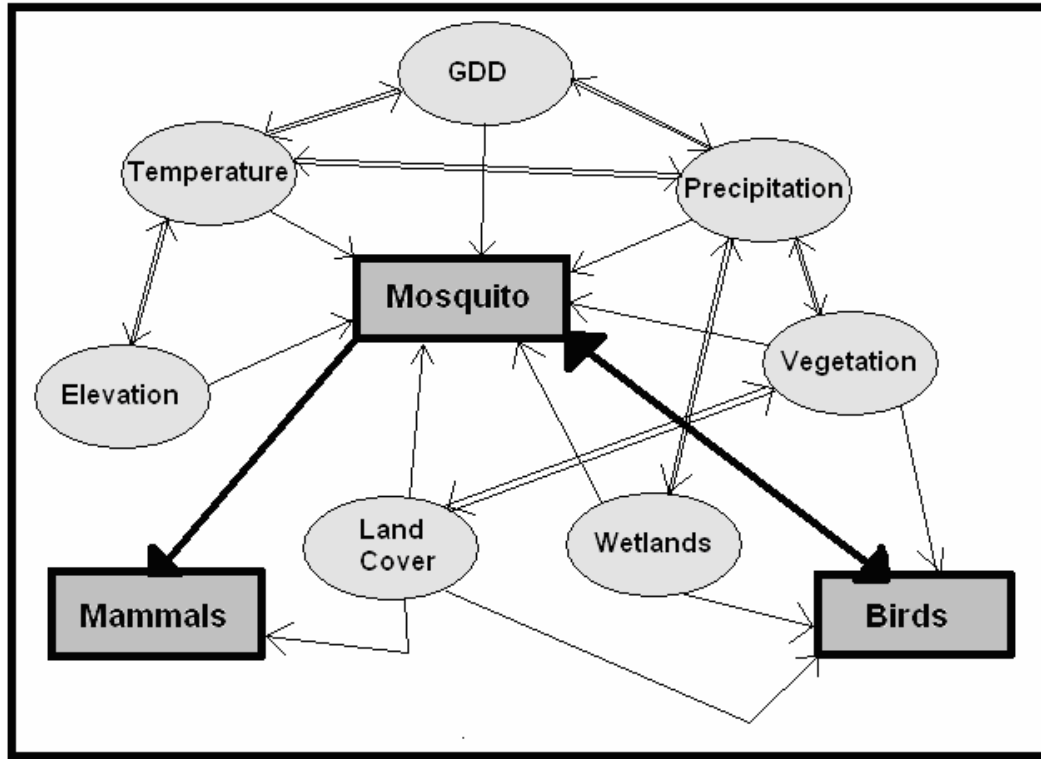 GDD
Temperature
Precipitation
Mosquito
Vegetation
Elevation
Land
Cover
Wetlands
Mammals
Birds